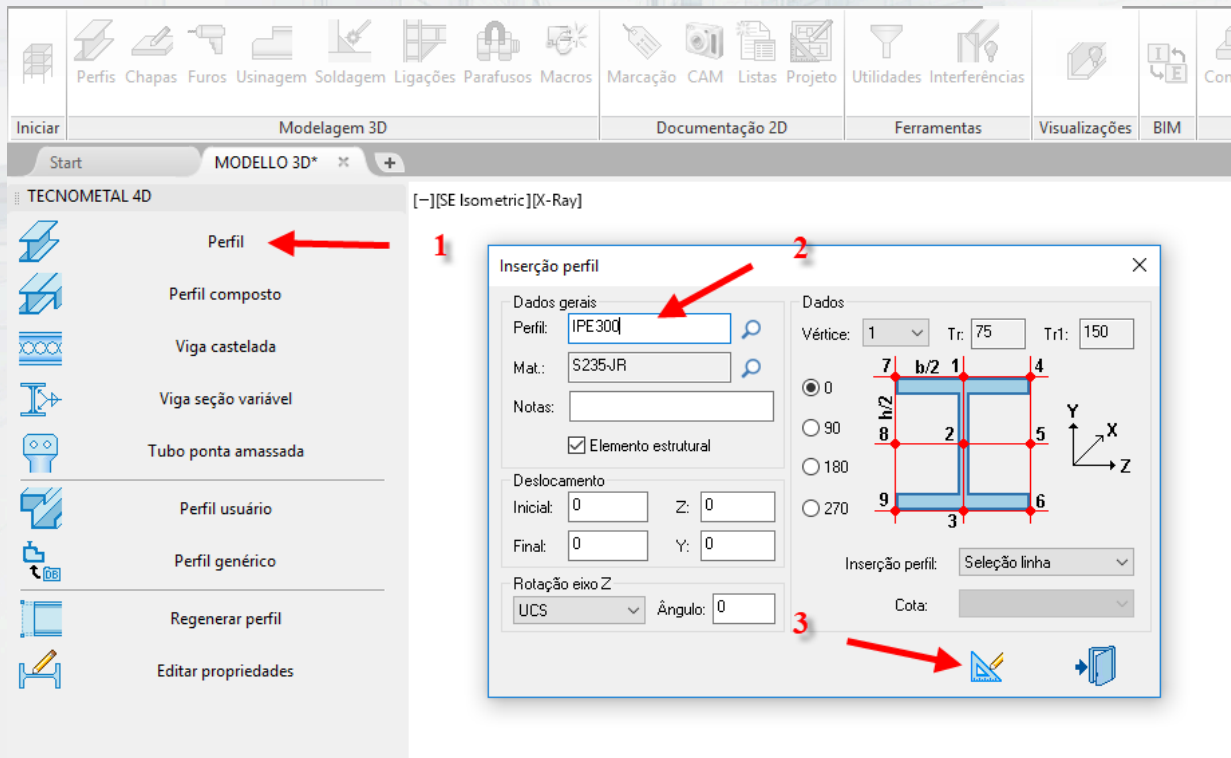 Perfis Chapas Furos Usinagem Soldagem Ligações Parafusos Macros Marcação CAM Listas Projeto Utilidades Interferências
Iniciar Modelagem 3D Documentação 2D Ferramentas Visualizações BIM
Start MODELLO 3D* × +
TECNOMETAL 4D
[−][SE Isometric][X-Ray]
Perfil
1
2
Perfil composto
Viga castelada
Viga seção variável
Tubo ponta amassada
Perfil usuário
Perfil genérico
DB
Regenerar perfil
Editar propriedades
Inserção perfil
Dados gerais
Perfil: IPE300
Mat.: S235-JR
Notas:
Elemento estrutural
Deslocamento
Inicial: 0 Z: 0
Final: 0 Y: 0
Rotação eixo Z
UCS Ângulo: 0
Dados
Vértice: 1 Tr: 75 Tr1: 150
7 b/2 1 4
0
h/2
90
8 2 5
180
270
9 3 6
Y X Z
Inserção perfil: Seleção linha
Cota:
3